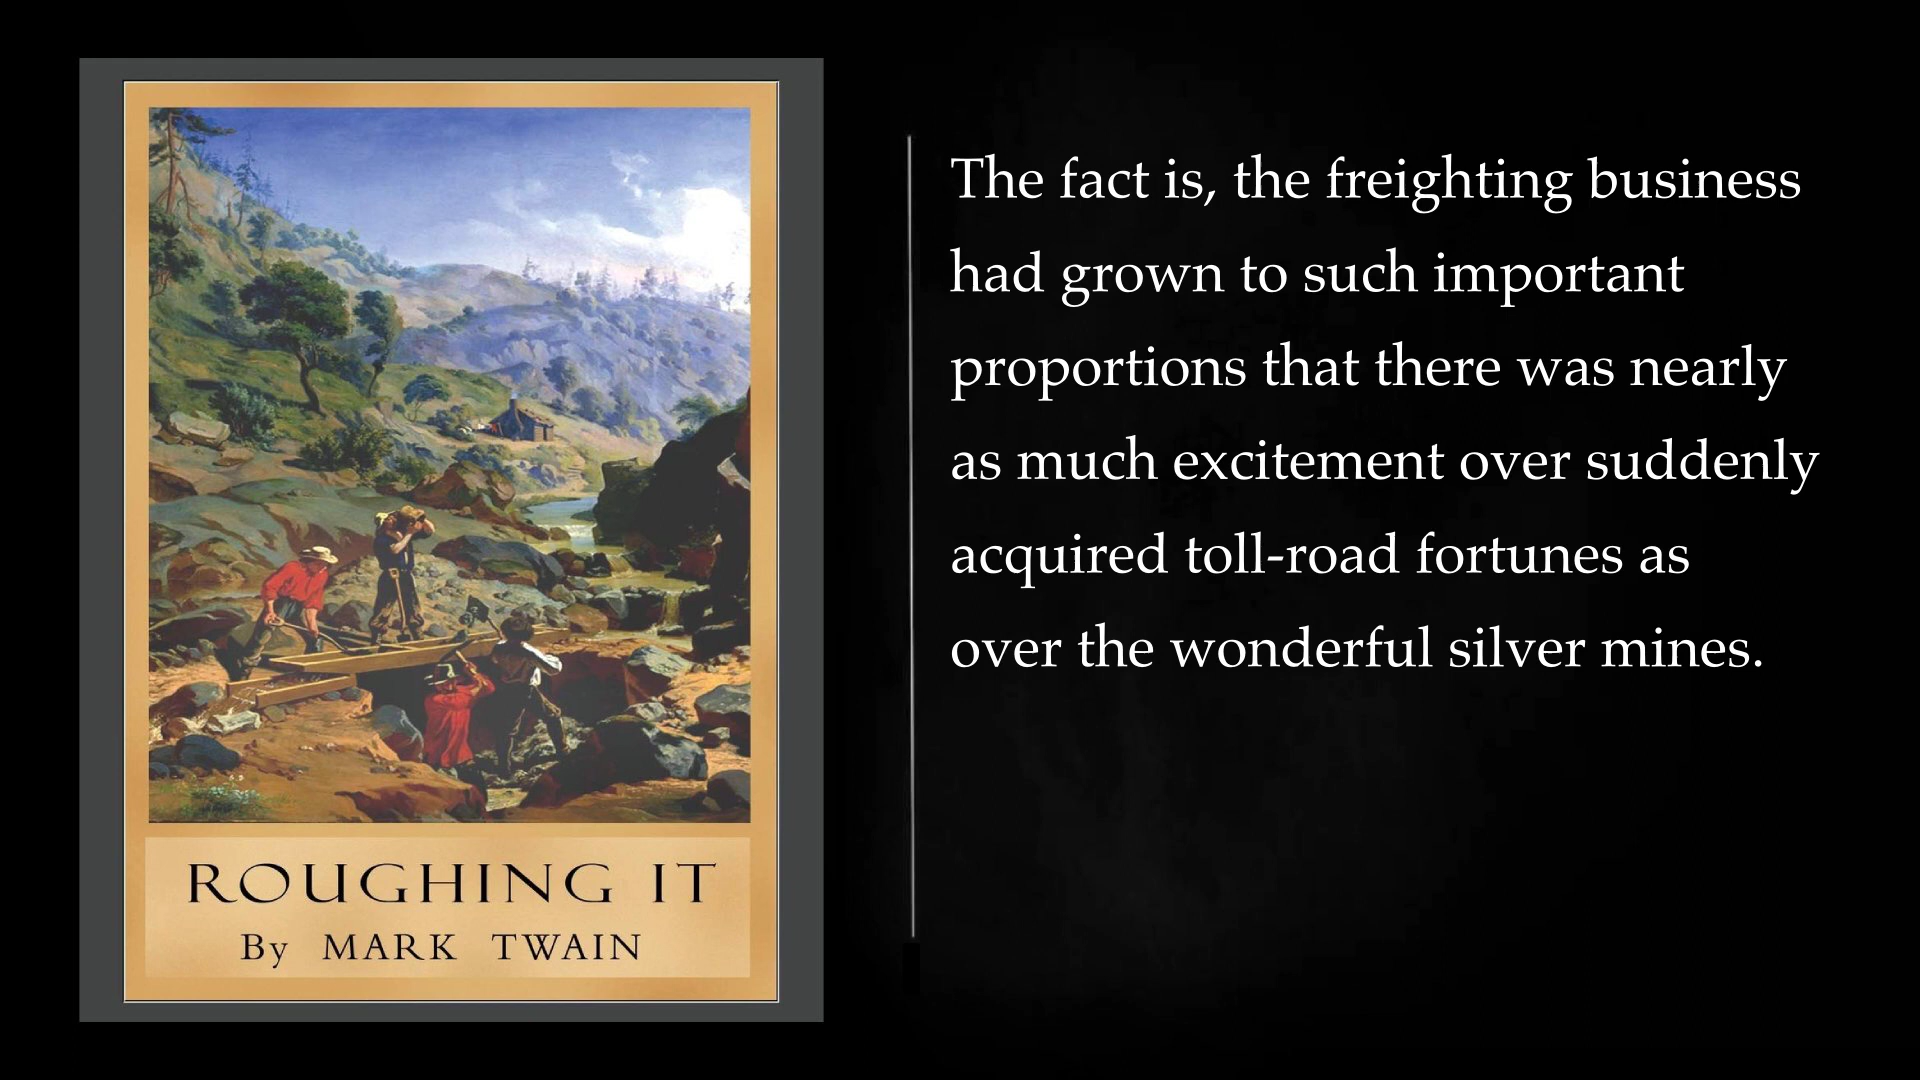 ROUGHING IT
By MARK TWAIN
The fact is, the freighting business
had grown to such important
proportions that there was nearly
as much excitement over suddenly
acquired toll-road fortunes as
over the wonderful silver mines.